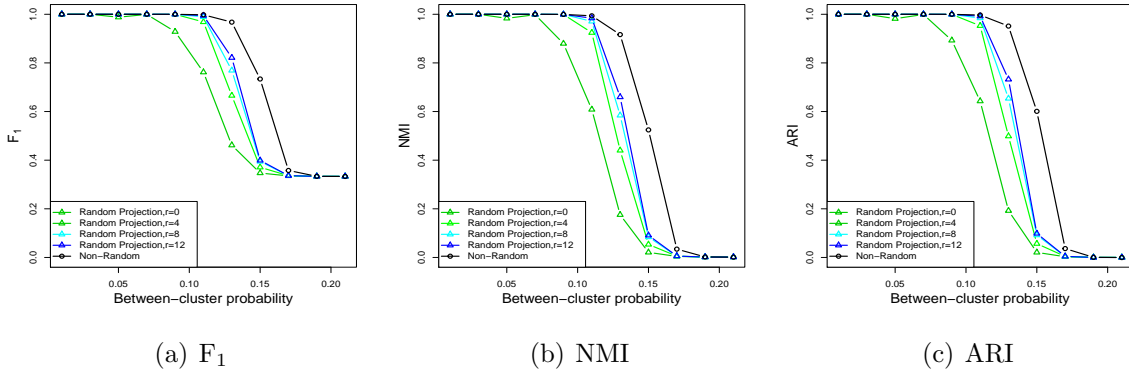 F1
1.0
0.8
0.6
0.4
0.2
0.0
Random Projection,r=0
Random Projection,r=4
Random Projection,r=8
Random Projection,r=12
Non−Random
0.05 0.10 0.15 0.20
Between−cluster probability
(a) F1
NMI
1.0
0.8
0.6
0.4
0.2
0.0
Random Projection,r=0
Random Projection,r=4
Random Projection,r=8
Random Projection,r=12
Non−Random
0.05 0.10 0.15 0.20
Between−cluster probability
(b) NMI
ARI
1.0
0.8
0.6
0.4
0.2
0.0
Random Projection,r=0
Random Projection,r=4
Random Projection,r=8
Random Projection,r=12
Non−Random
0.05 0.10 0.15 0.20
Between−cluster probability
(c) ARI